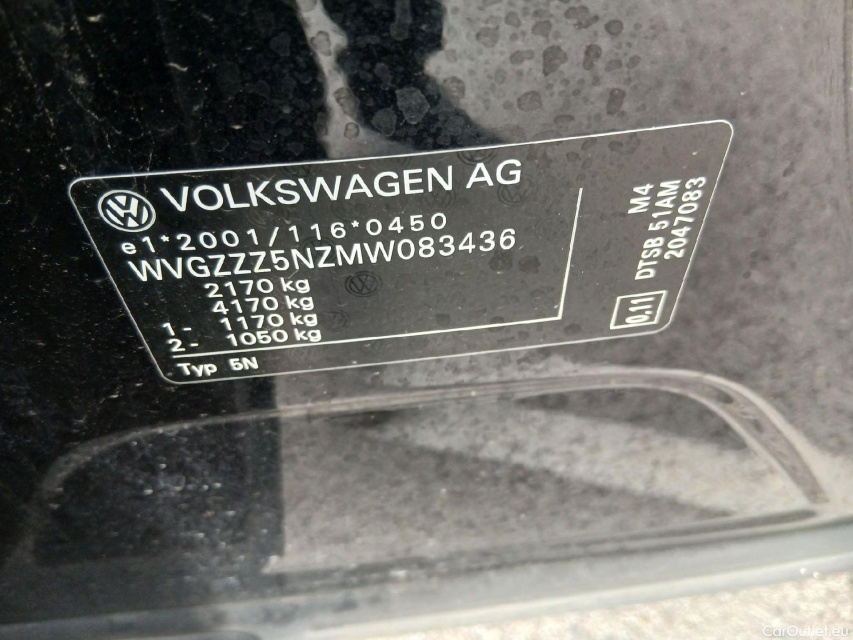 VOLKSWAGEN AG
e1*2001/116*0450
WVGZZZ5NZMW083436
2170 kg
4170 kg
1- 1170 kg
2- 1050 kg
Typ 5N
M4
DTSB 51AM
2047083
0,11
CarOutlet.eu